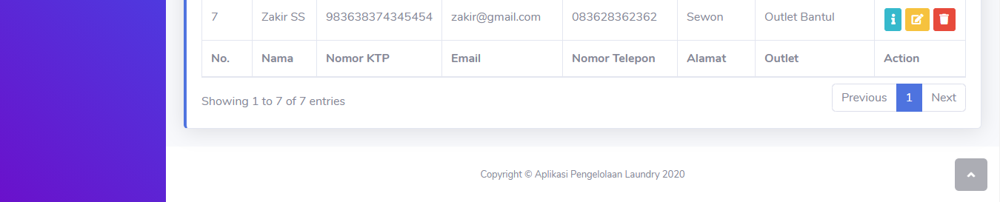 7 Zakir SS 983638374345454 zakir@gmail.com 083628362362 Sewon Outlet Bantul
No. Nama Nomor KTP Email Nomor Telepon Alamat Outlet Action
Showing 1 to 7 of 7 entries
Previous 1 Next
Copyright © Aplikasi Pengelolaan Laundry 2020